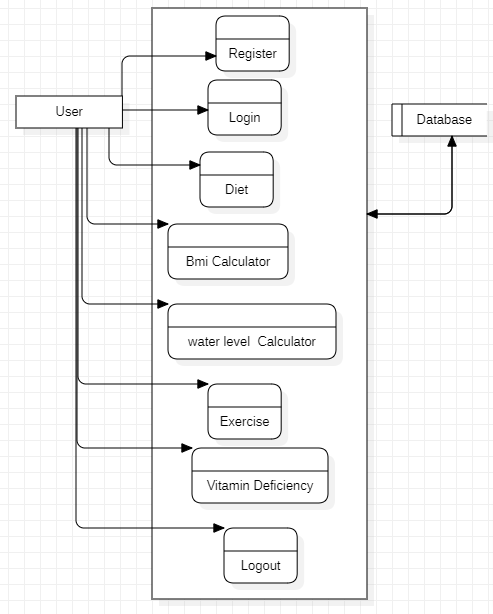 Register
User
Login
Database
Diet
Bmi Calculator
water level  Calculator
Exercise
Vitamin Deficiency
Logout